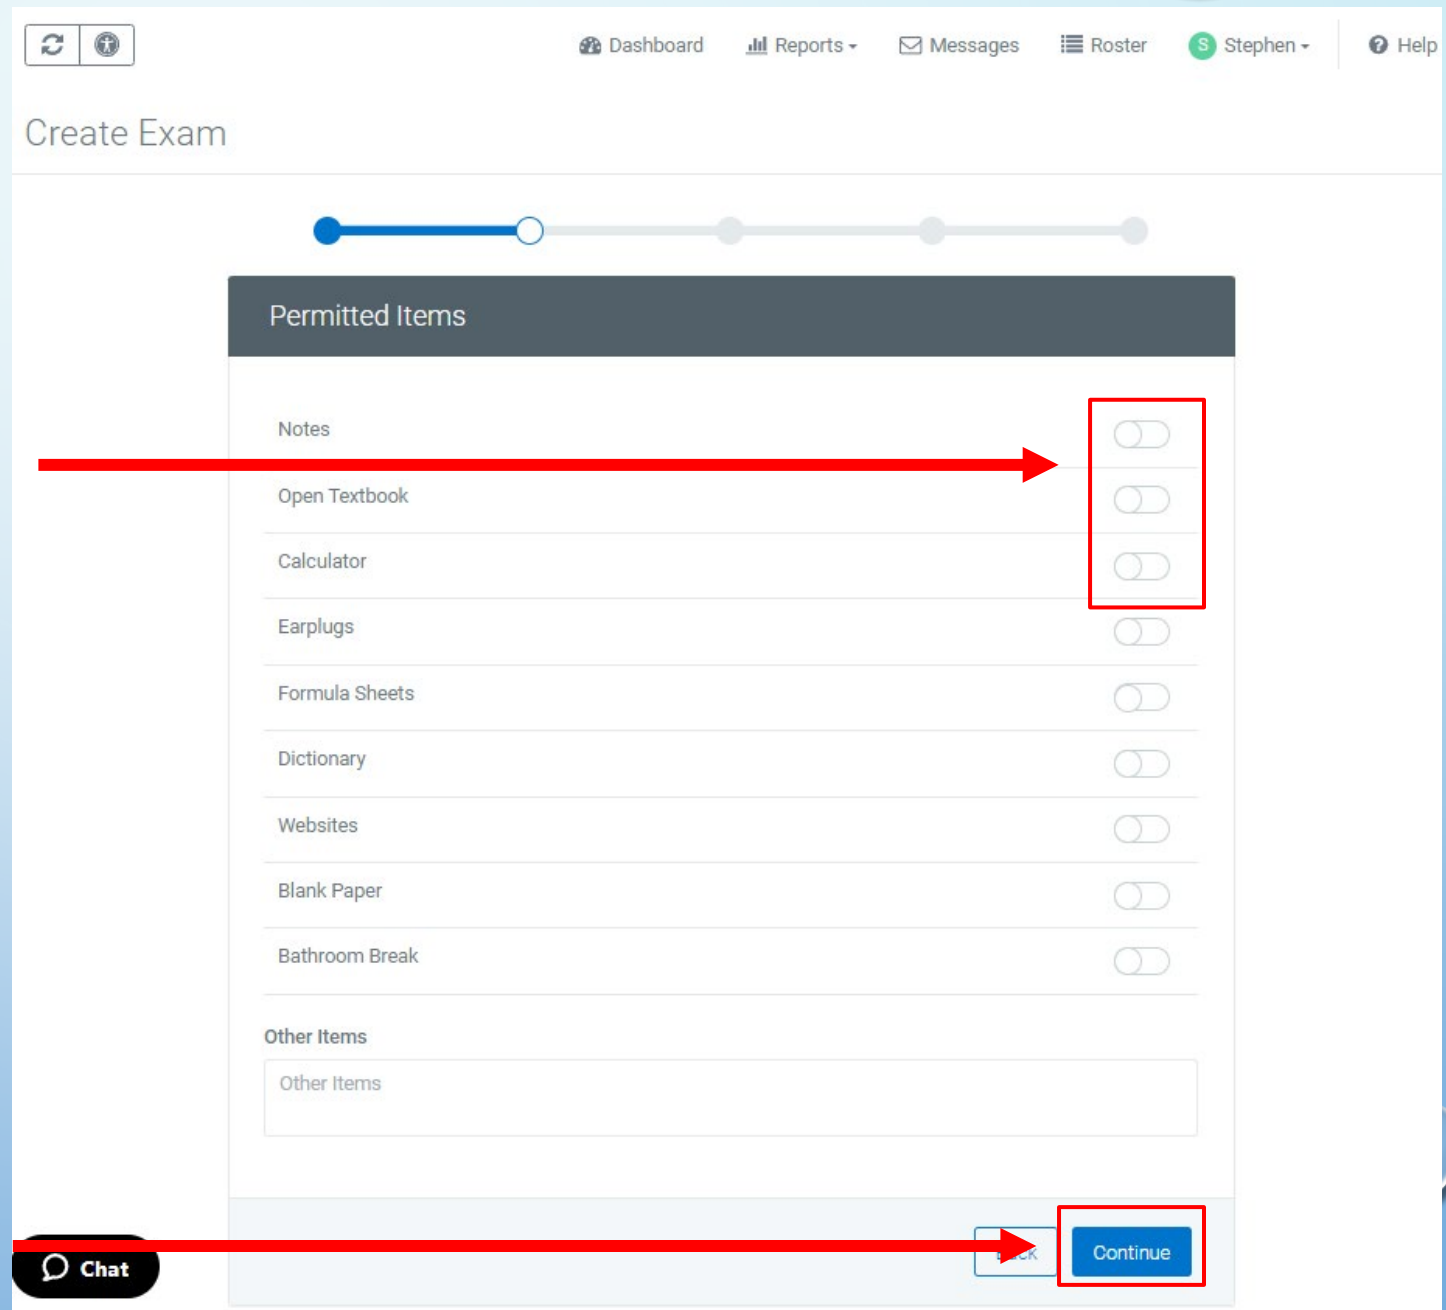 Dashboard Reports Messages Roster S Stephen Help
Create Exam
Permitted Items
Notes
Open Textbook
Calculator
Earplugs
Formula Sheets
Dictionary
Websites
Blank Paper
Bathroom Break
Other Items
Other Items
Continue
Chat